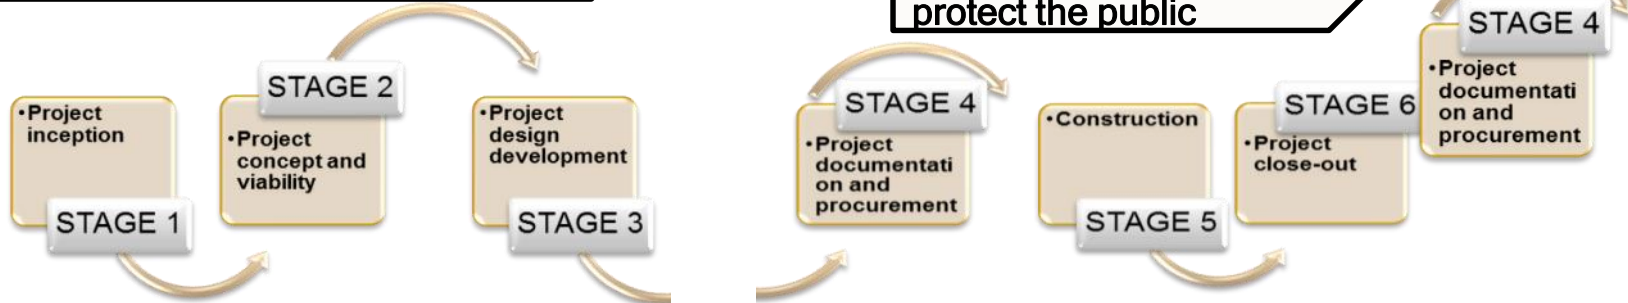 protect the public
•Project
inception
STAGE 1
STAGE 2
•Project
concept and
viability
•Project
design
development
STAGE 3
STAGE 4
•Project
documentati
on and
procurement
•Construction
STAGE 5
STAGE 6
•Project
close-out
STAGE 4
•Project
documentati
on and
procurement